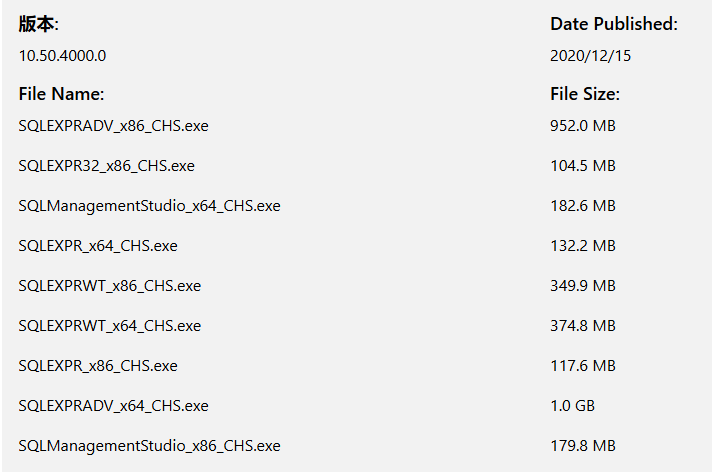 版本: Date Published:
10.50.4000.0 2020/12/15
File Name: File Size:
SQLEXPRADV_x86_CHS.exe 952.0 MB
SQLEXPR32_x86_CHS.exe 104.5 MB
SQLManagementStudio_x64_CHS.exe 182.6 MB
SQLEXPR_x64_CHS.exe 132.2 MB
SQLEXPRWT_x86_CHS.exe 349.9 MB
SQLEXPRWT_x64_CHS.exe 374.8 MB
SQLEXPR_x86_CHS.exe 117.6 MB
SQLEXPRADV_x64_CHS.exe 1.0 GB
SQLManagementStudio_x86_CHS.exe 179.8 MB